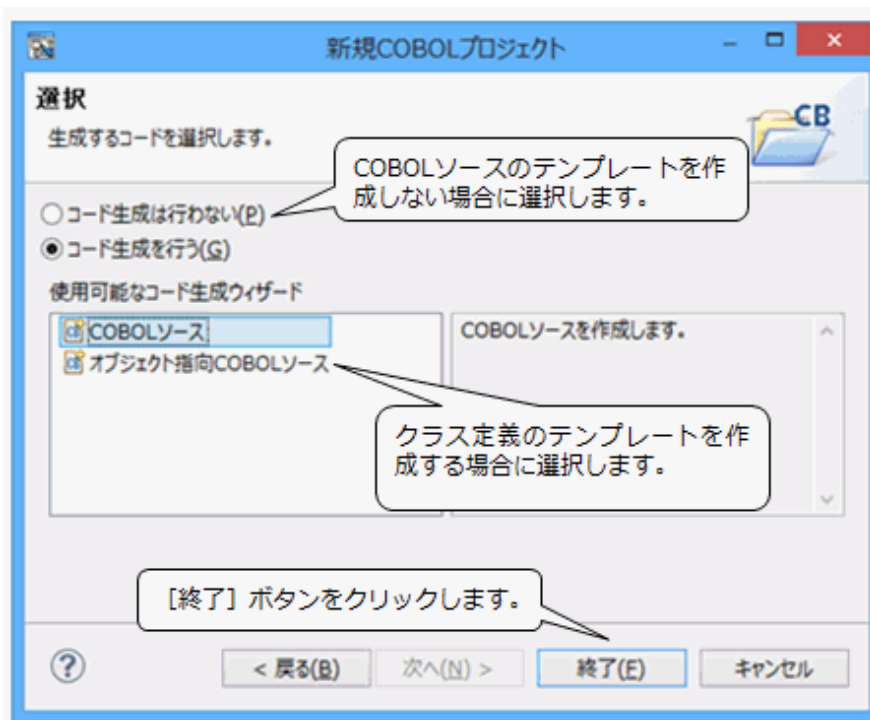 新規COBOLプロジェクト
選択
生成するコードを選択します。
CB
COBOLソースのテンプレートを作
成しない場合に選択します。
コード生成は行わない(P)
コード生成を行う(G)
使用可能なコード生成ウィザード
COBOLソース
COBOLソースを作成します。
オブジェクト指向COBOLソース
クラス定義のテンプレートを作
成する場合に選択します。
[終了] ボタンをクリックします。
?
< 戻る(B)
次へ(N) >
終了(F)
キャンセル